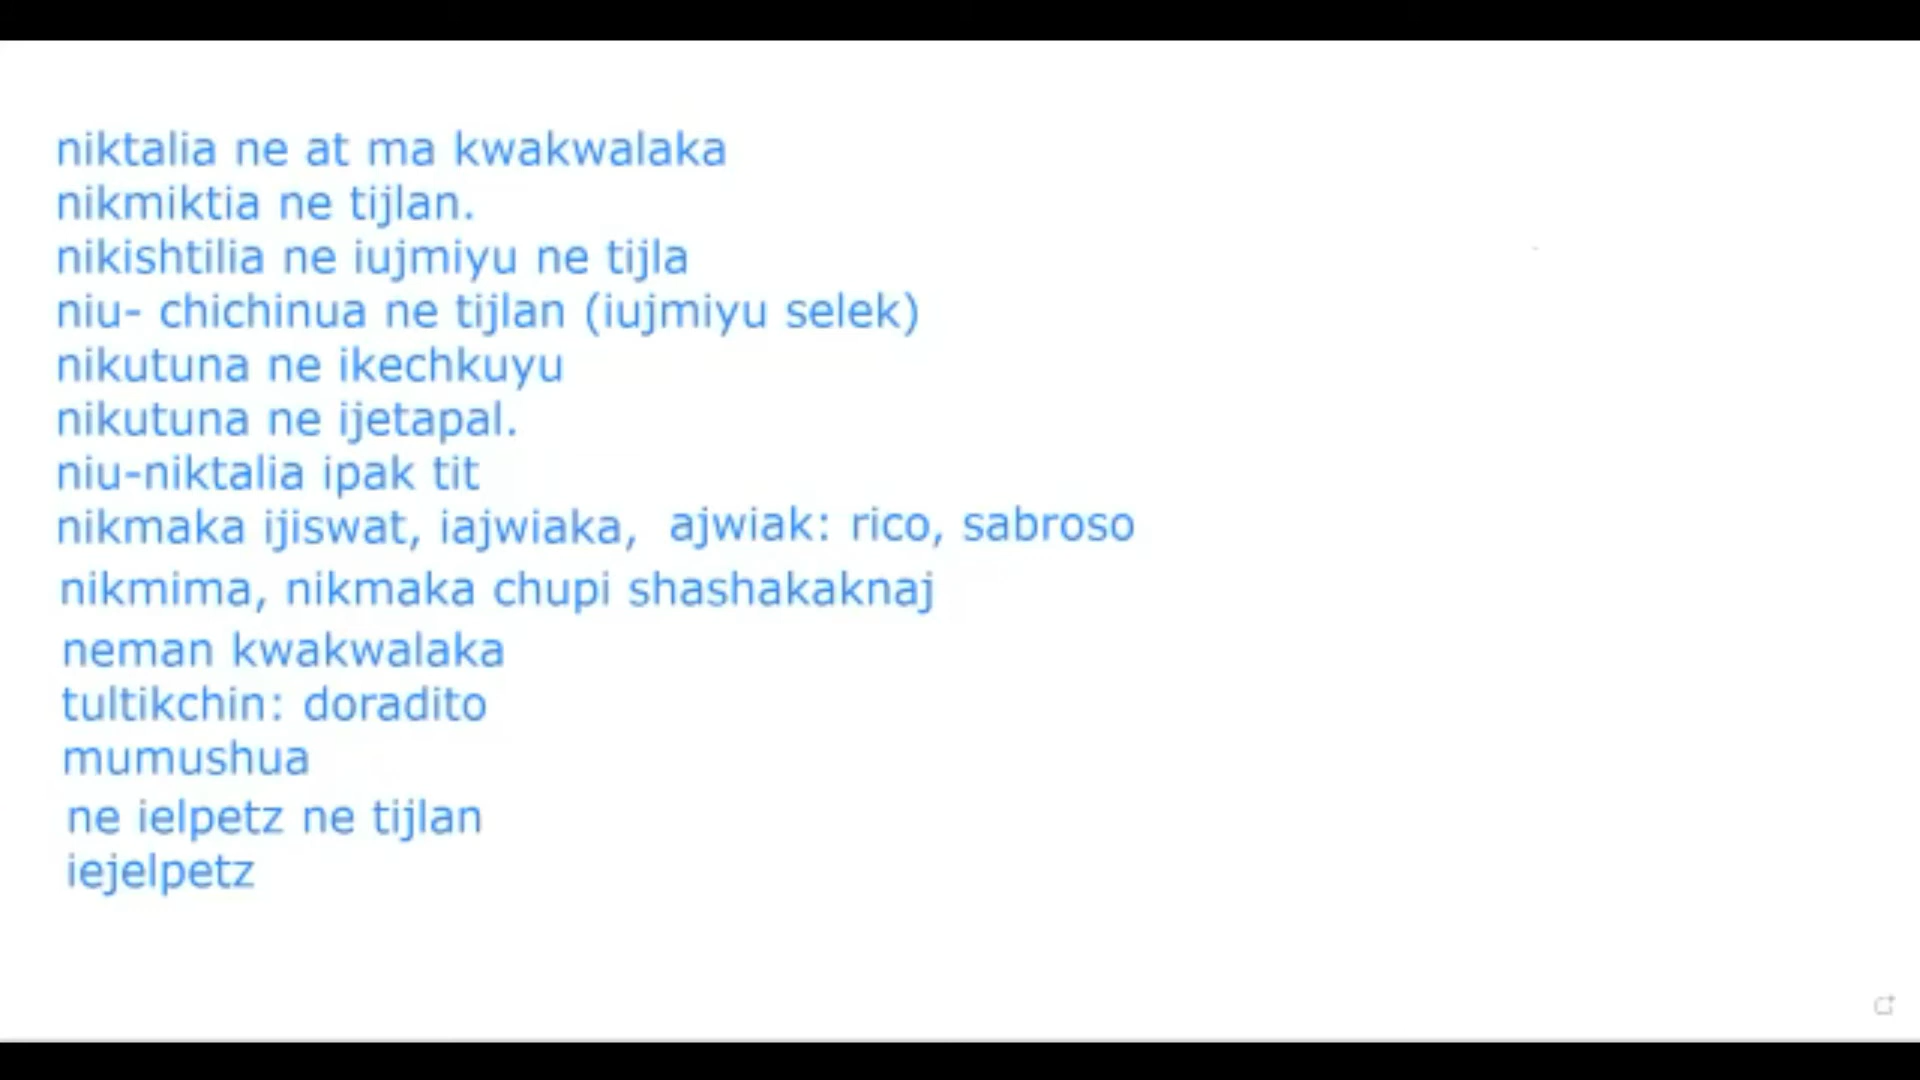 niktalia ne at ma kwakwalaka
nikmiktia ne tijlan.
nikishtilia ne iujmiyu ne tijla
niu- chichinua ne tijlan (iujmiyu selek)
nikutuna ne ikechkuyu
nikutuna ne ijetapal.
niu-niktalia ipak tit
nikmaka ijiswat, iajwiaka, ajwiak: rico, sabroso
nikmima, nikmaka chupi shashakaknaj
neman kwakwalaka
tultikchin: doradito
mumushua
ne ielpetz ne tijlan
iejelpetz